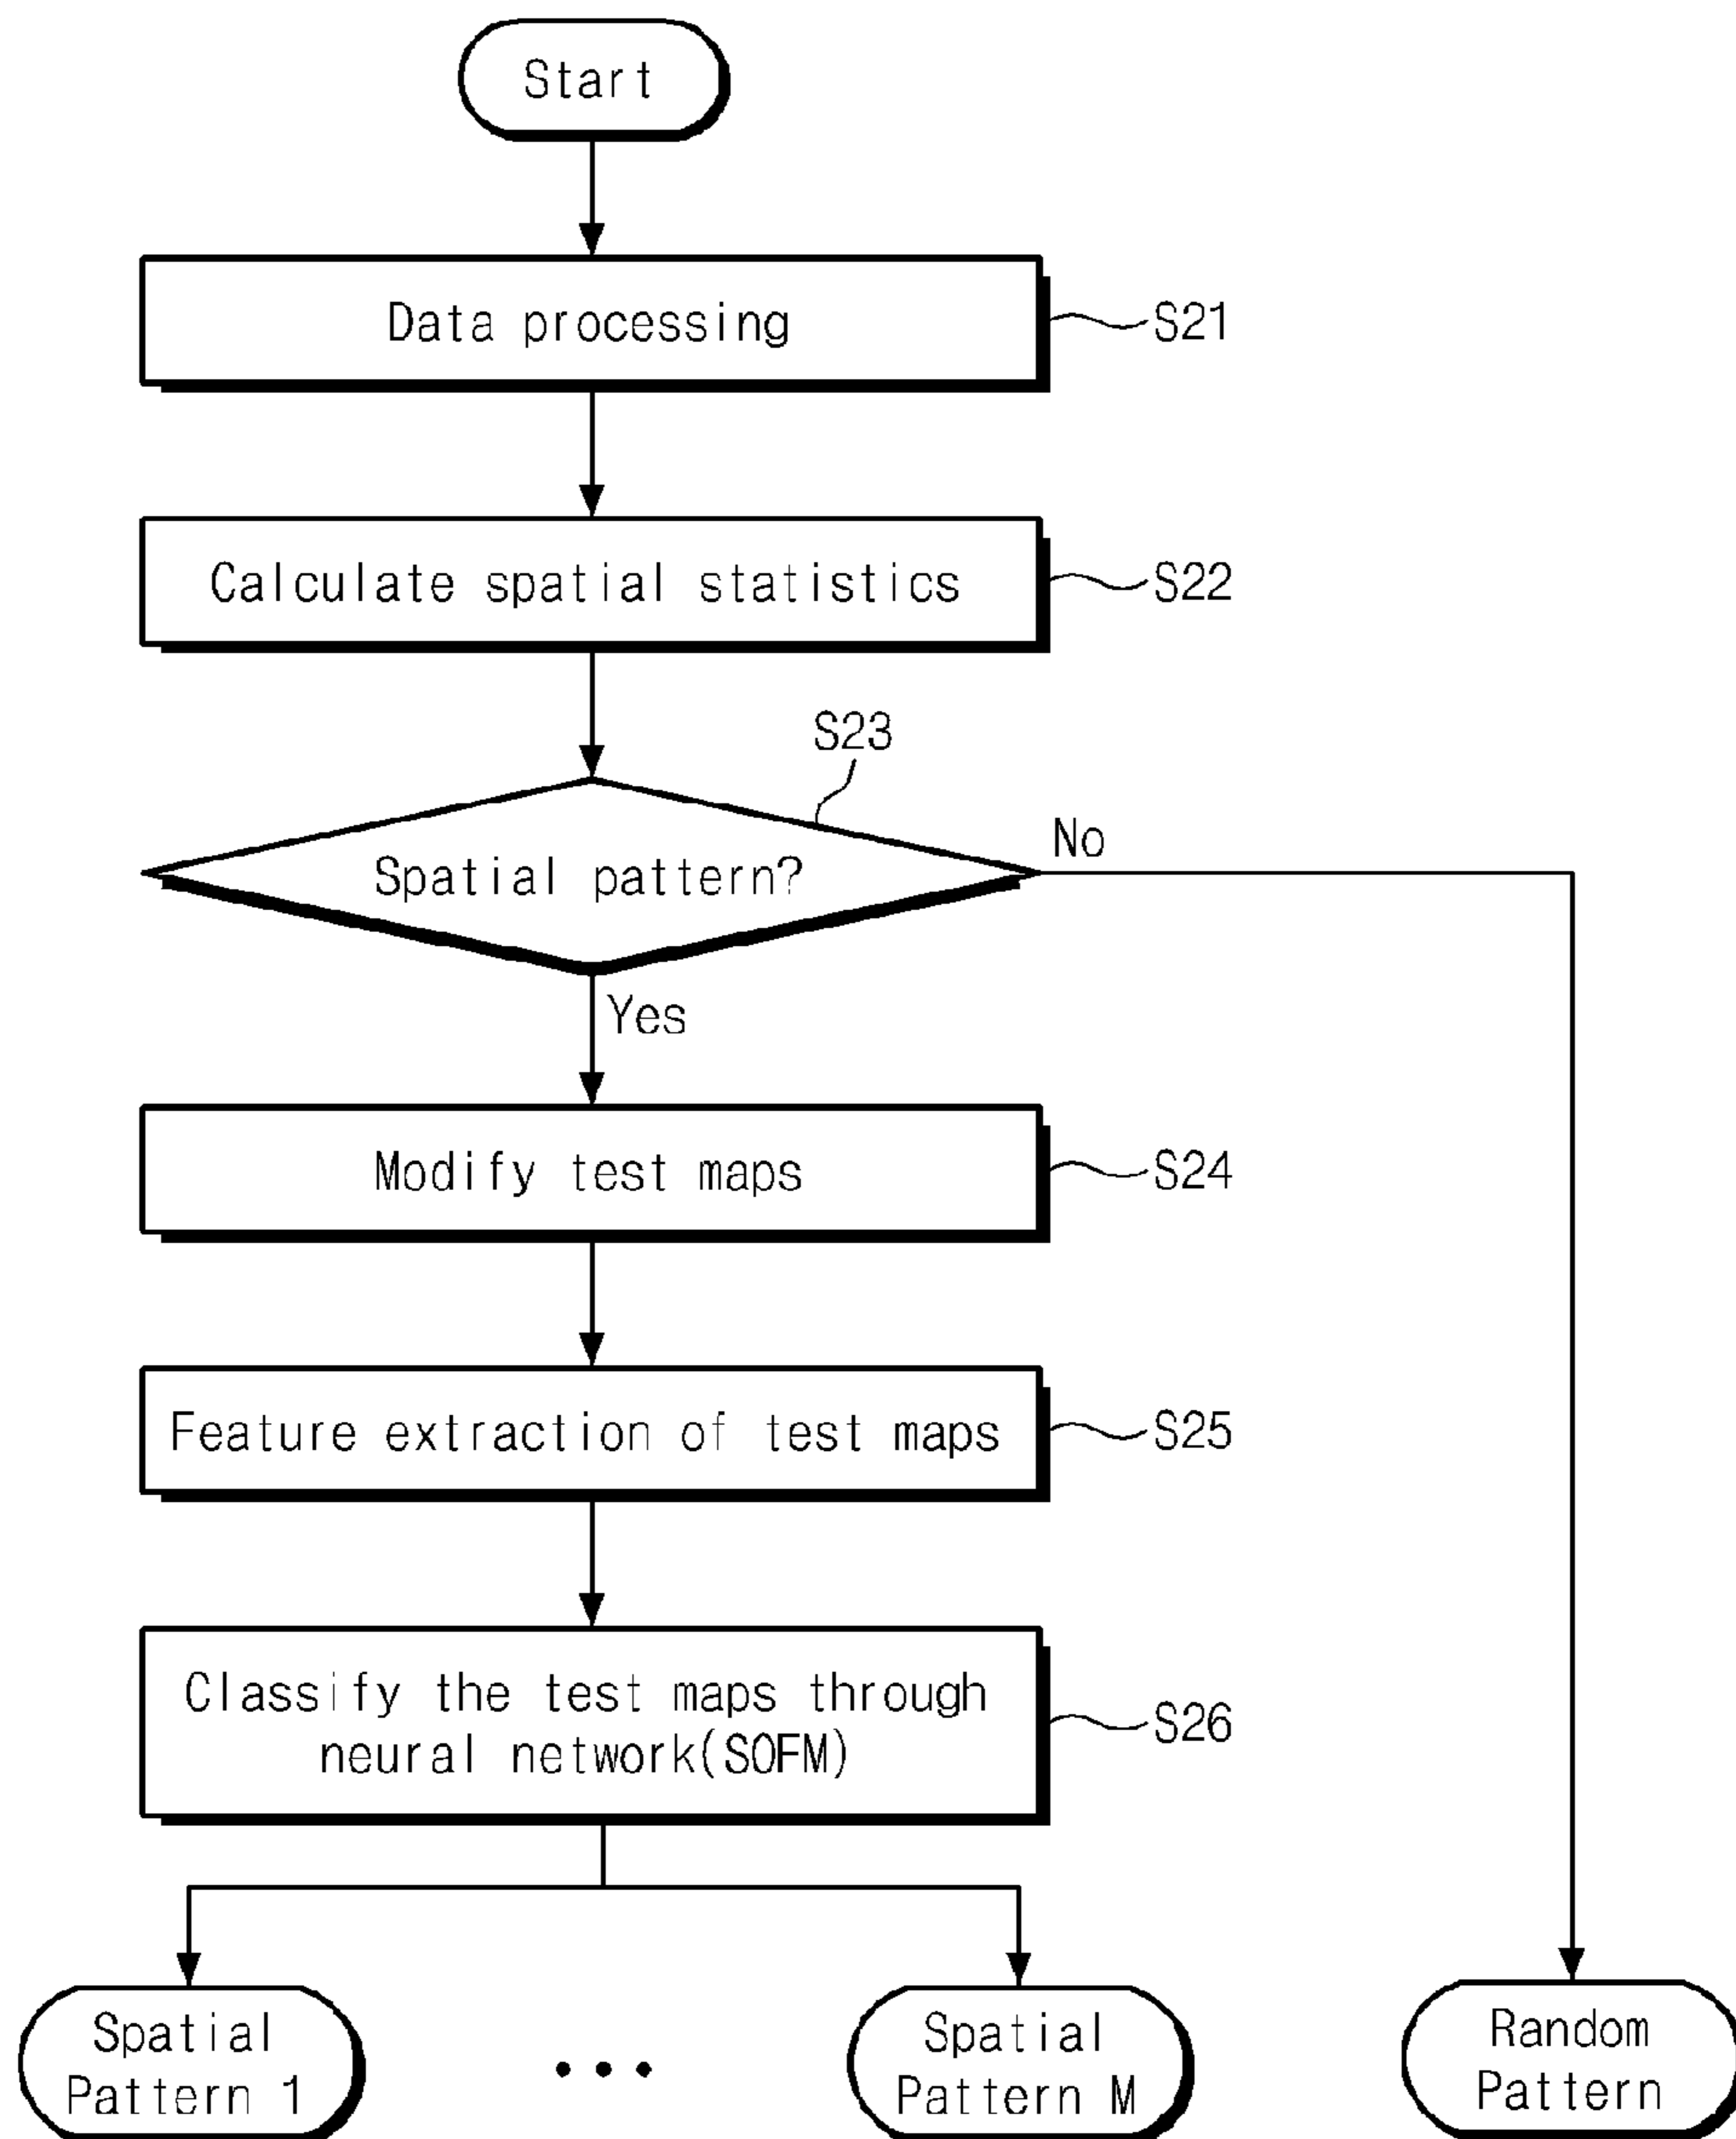 Start
Data processing
S21
Calculate spatial statistics
S22
S23
Spatial pattern?
No
Yes
Modify test maps
S24
Feature extraction of test maps
S25
Classify the test maps through
neural network(SOFM)
S26
Spatial
Pattern 1
•••
Spatial
Pattern M
Random
Pattern